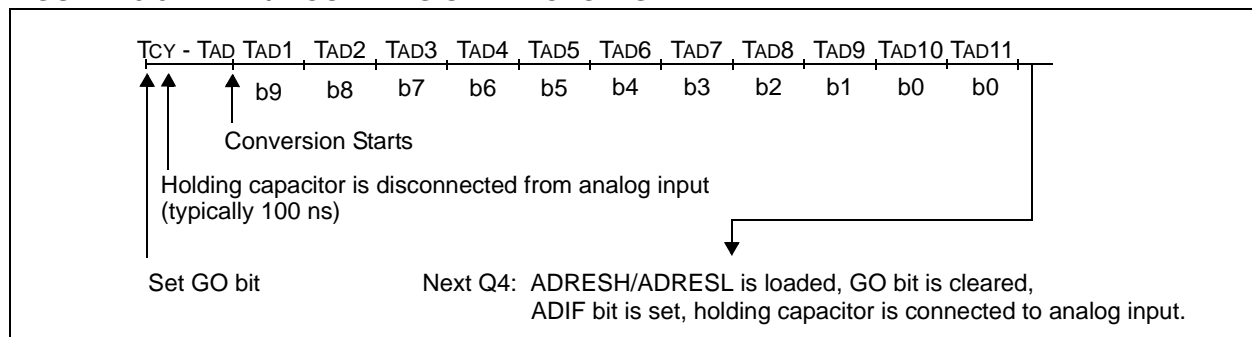 TCY - TAD TAD1 TAD2 TAD3 TAD4 TAD5 TAD6 TAD7 TAD8 TAD9 TAD10 TAD11
b9 b8 b7 b6 b5 b4 b3 b2 b1 b0 b0
Conversion Starts
Holding capacitor is disconnected from analog input
(typically 100 ns)
Set GO bit
Next Q4: ADRESH/ADRESL is loaded, GO bit is cleared,
ADIF bit is set, holding capacitor is connected to analog input.